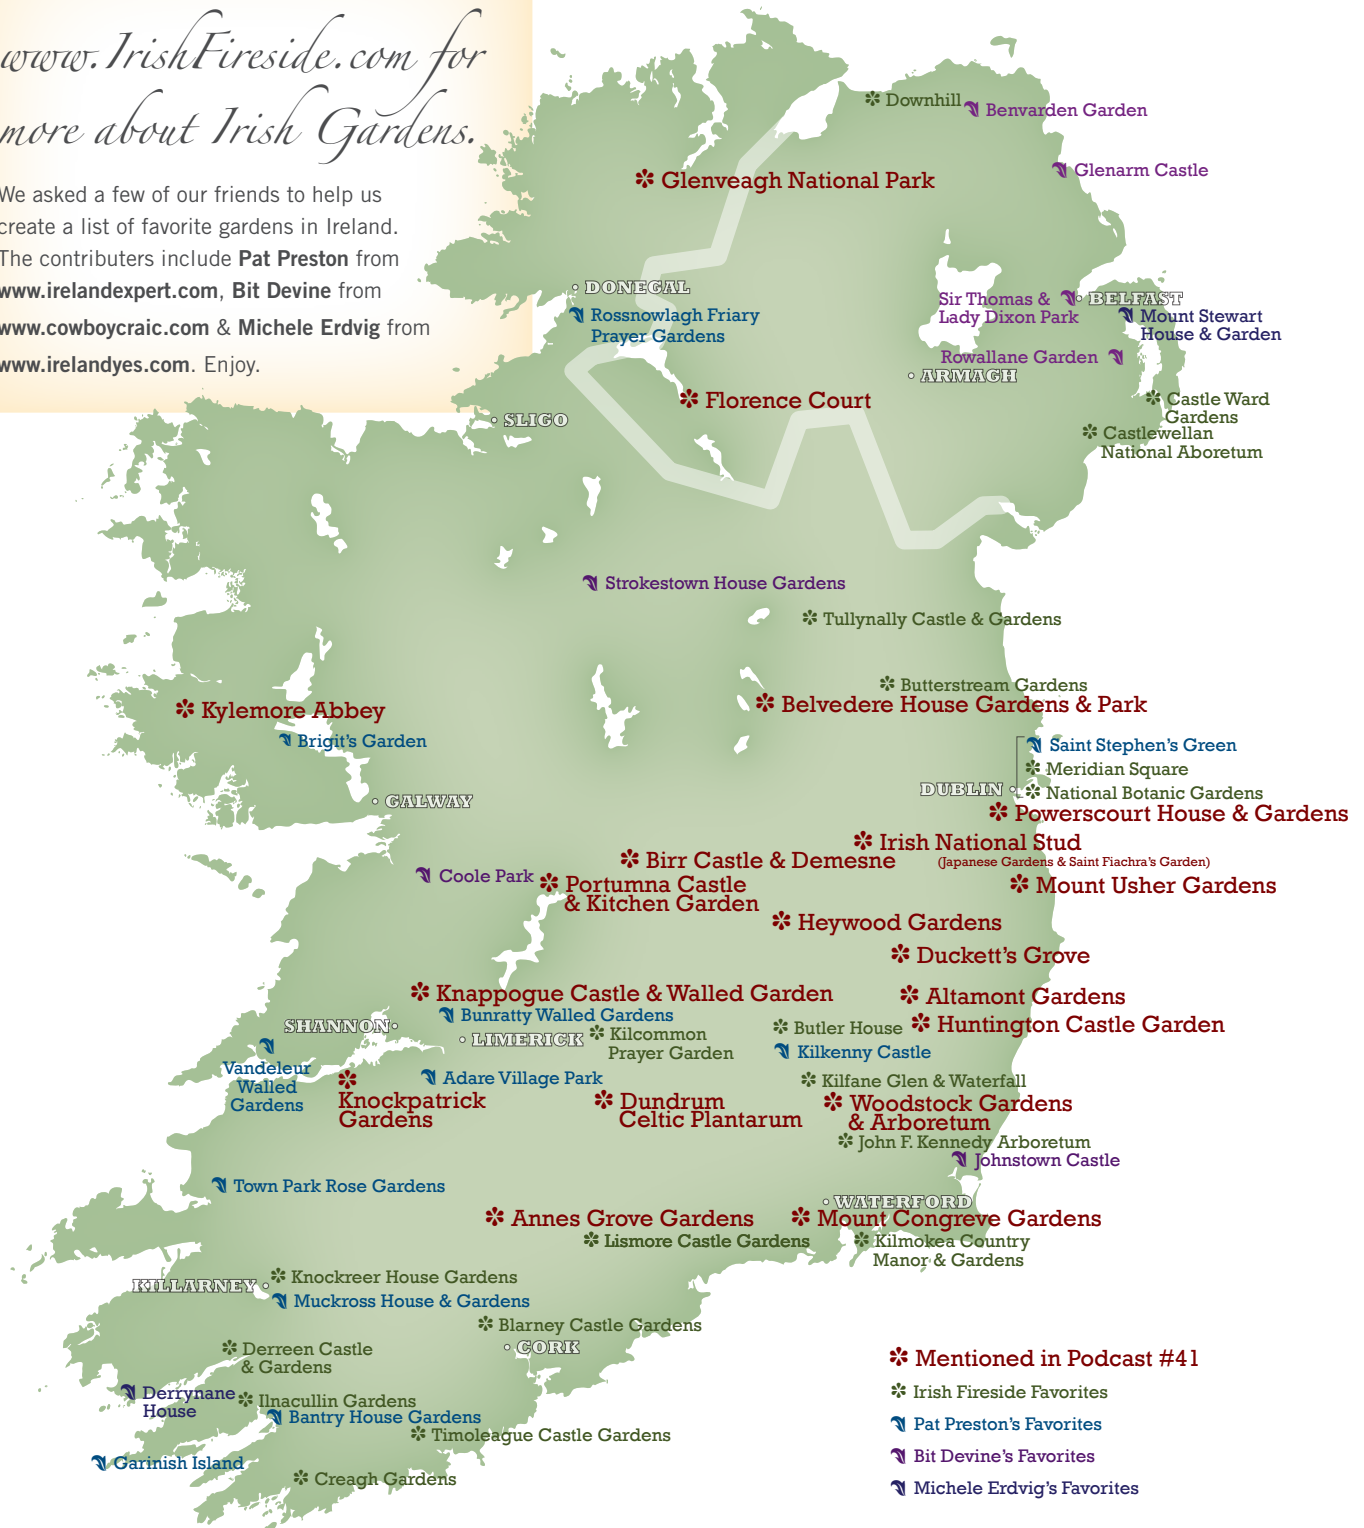 www.IrishFireside.com for
more about Irish Gardens.
We asked a few of our friends to help us
create a list of favorite gardens in Ireland.
The contributers include Pat Preston from
www.irelandexpert.com, Bit Devine from
www.cowboycraic.com & Michele Erdvig from
www.irelandyes.com. Enjoy.
Downhill
Benvarden Garden
Glenarm Castle
Glenveagh National Park
DONEGAL
Rossnowlagh Friary
Prayer Gardens
Sir Thomas &
Lady Dixon Park
BELFAST
Mount Stewart
House & Garden
Rowallane Garden
ARMAGH
Florence Court
Castle Ward
Gardens
SLIGO
Castlewellan
National Aboretum
Strokestown House Gardens
Tullynally Castle & Gardens
Butterstream Gardens
Belvedere House Gardens & Park
Kylemore Abbey
Brigit's Garden
Saint Stephen's Green
Meridian Square
DUBLIN
National Botanic Gardens
GALWAY
Powerscourt House & Gardens
Irish National Stud
(Japanese Gardens & Saint Fiachra's Garden)
Birr Castle & Demesne
Coole Park
Portumna Castle
& Kitchen Garden
Mount Usher Gardens
Heywood Gardens
Duckett's Grove
Knappogue Castle & Walled Garden
Altamont Gardens
Bunratty Walled Gardens
SHANNON
LIMERICK
Kilcommon
Prayer Garden
Butler House
Huntington Castle Garden
Kilkenny Castle
Vandeleur
Walled
Gardens
Adare Village Park
Kilfane Glen & Waterfall
Knockpatrick
Gardens
Dundrum
Celtic Plantarum
Woodstock Gardens
& Arboretum
John F. Kennedy Arboretum
Johnstown Castle
Town Park Rose Gardens
WATERFORD
Annes Grove Gardens
Mount Congreve Gardens
Lismore Castle Gardens
Kilmokea Country
Manor & Gardens
KILLARNEY
Knockreer House Gardens
Muckross House & Gardens
Blarney Castle Gardens
CORK
Derreen Castle
& Gardens
Derrynane
House
Ilnacullin Gardens
Bantry House Gardens
Timoleague Castle Gardens
Garinish Island
Creagh Gardens
Mentioned in Podcast #41
Irish Fireside Favorites
Pat Preston's Favorites
Bit Devine's Favorites
Michele Erdvig's Favorites